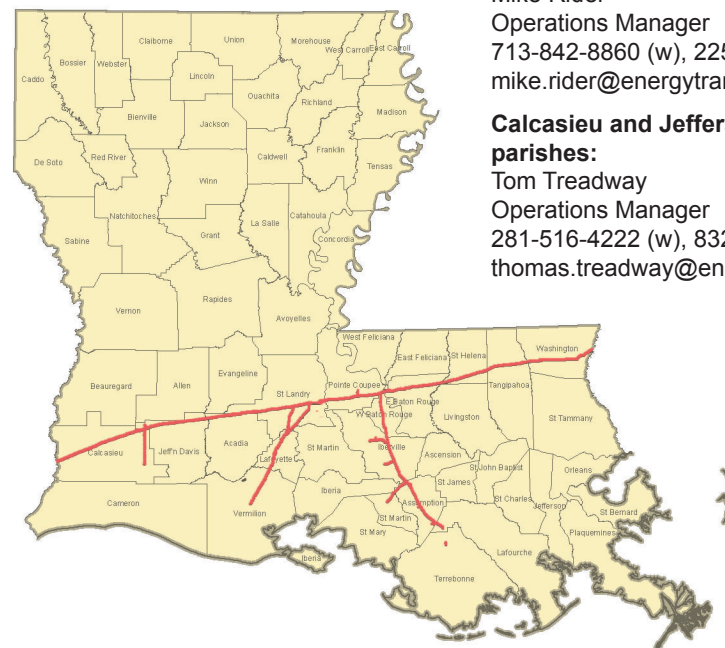 Operations Manager
713-842-8860 (w), 225
mike.rider@energytra
Calcasieu and Jeffer
parishes:
Tom Treadway
Operations Manager
281-516-4222 (w), 832
thomas.treadway@en
Caddo
Bossier
Webster
Claiborne
Union
Morehouse
West Carroll
East Carroll
Lincoln
Ouachita
Richland
Madison
Bienville
Jackson
De Soto
Red River
Caldwell
Franklin
Tensas
Winn
Natchitoches
Sabine
Grant
La Salle
Catahoula
Concordia
Vernon
Rapides
Avoyelles
West Feliciana
East Feliciana
St Helena
Washington
Tangipahoa
Beauregard
Allen
Evangeline
St Landry
Pointe Coupee
E Baton Rouge
W Baton Rouge
Livingston
St Tammany
Calcasieu
Jeff'n Davis
Acadia
Lafayette
St Martin
Iberville
Ascension
St John Baptist
Orleans
Cameron
Vermilion
Iberia
Assumption
St James
St Charles
Jefferson
St Bernard
St Martin
St Mary
Plaquemines
Iberia
Lafourche
Terrebonne